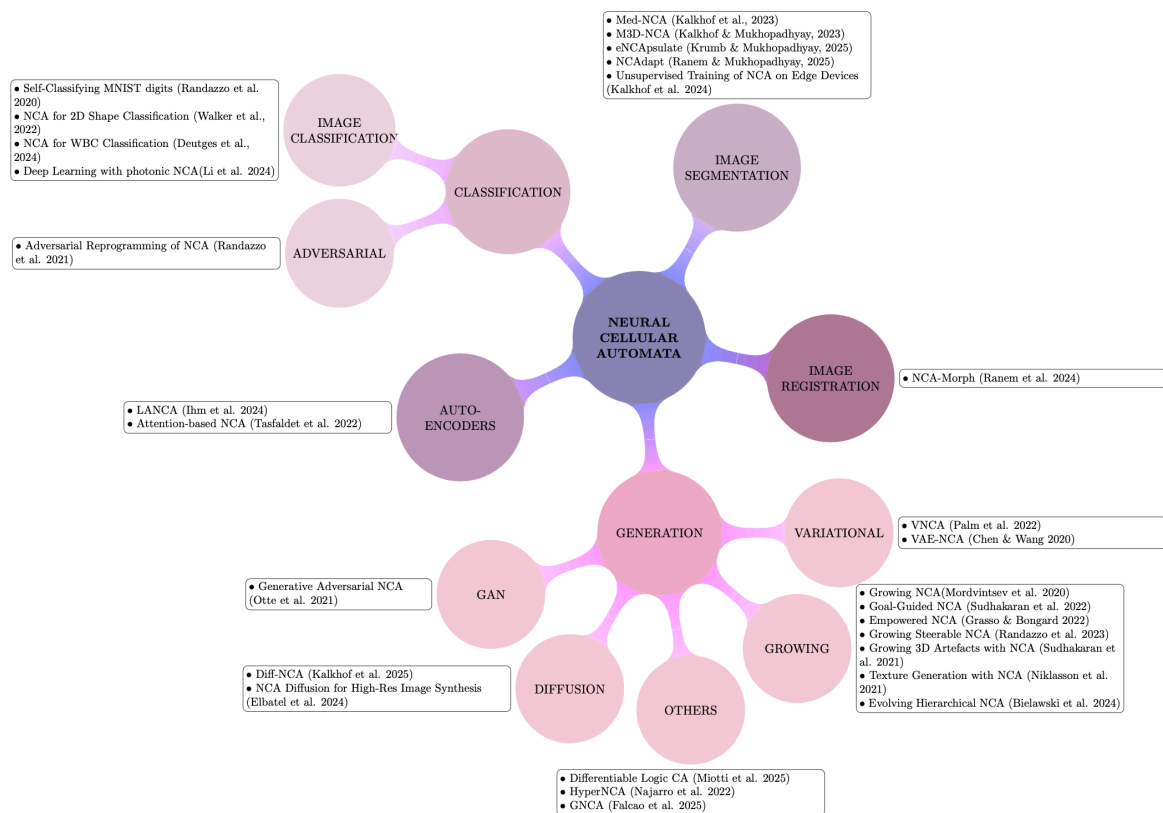 ● Med-NCA (Kalkhof et al., 2023)
● M3D-NCA (Kalkhof & Mukhopadhyay, 2023)
● eNCApsulate (Krumb & Mukhopadhyay, 2025)
● NCAdapt (Ranem & Mukhopadhyay, 2025)
● Unsupervised Training of NCA on Edge Devices
(Kalkhof et al. 2024)
● Self-Classifying MNIST digits (Randazzo et al.
2020)
● NCA for 2D Shape Classification (Walker et al.,
2022)
● NCA for WBC Classification (Deutges et al.,
2024)
● Deep Learning with photonic NCA(Li et al. 2024)
IMAGE
CLASSIFICATION
CLASSIFICATION
IMAGE
SEGMENTATION
● Adversarial Reprogramming of NCA (Randazzo
et al. 2021)
ADVERSARIAL
NEURAL
CELLULAR
AUTOMATA
IMAGE
REGISTRATION
● NCA-Morph (Ranem et al. 2024)
● LANCA (Ihm et al. 2024)
● Attention-based NCA (Tasfaldet et al. 2022)
AUTO-
ENCODERS
GENERATION
VARIATIONAL
● VNCA (Palm et al. 2022)
● VAE-NCA (Chen & Wang 2020)
● Generative Adversarial NCA
(Otte et al. 2021)
GAN
GROWING
● Growing NCA(Mordvintsev et al. 2020)
● Goal-Guided NCA (Sudhakaran et al. 2022)
● Empowered NCA (Grasso & Bongard 2022)
● Growing Steerable NCA (Randazzo et al. 2023)
● Growing 3D Artefacts with NCA (Sudhakaran et
al. 2021)
● Texture Generation with NCA (Niklasson et al.
2021)
● Evolving Hierarchical NCA (Bielawski et al. 2024)
● Diff-NCA (Kalkhof et al. 2025)
● NCA Diffusion for High-Res Image Synthesis
(Elbatel et al. 2024)
DIFFUSION
OTHERS
● Differentiable Logic CA (Miotti et al. 2025)
● HyperNCA (Najarro et al. 2022)
● GNCA (Falcao et al. 2025)